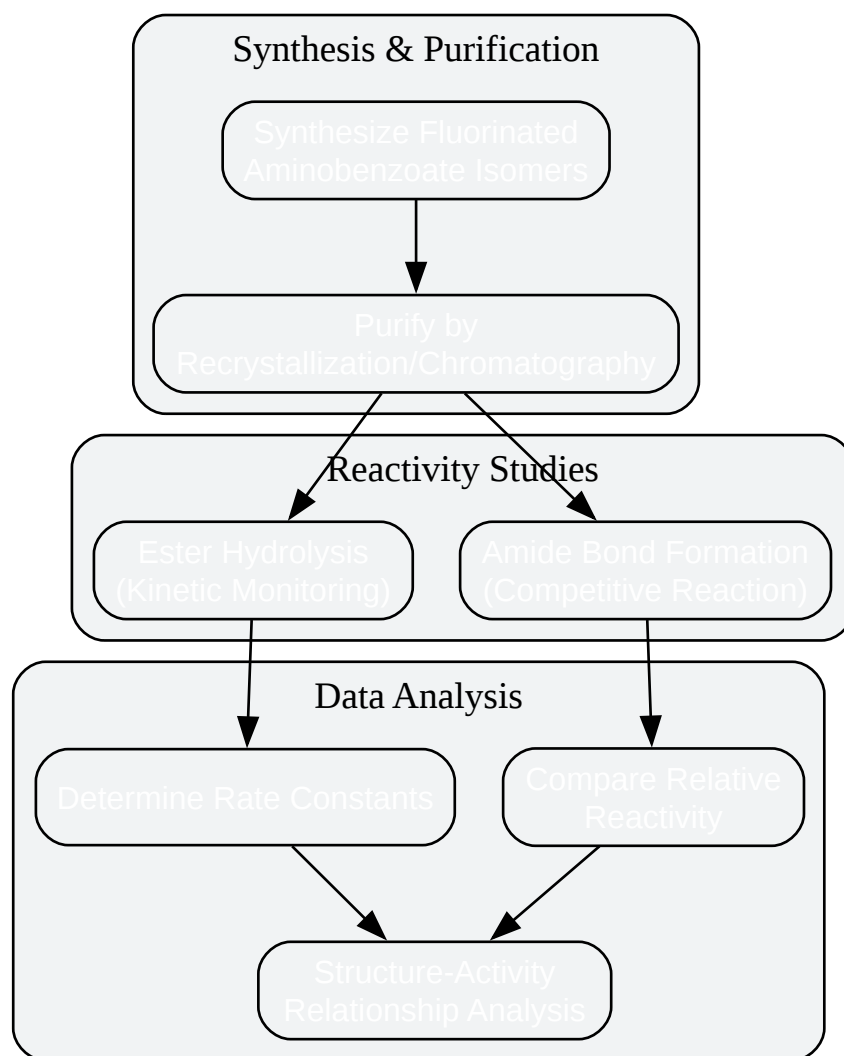 Synthesis & Purification
Synthesize Fluorinated
Aminobenzoate Isomers
Purify by
Recrystallization/Chromatography
Reactivity Studies
Ester Hydrolysis
(Kinetic Monitoring)
Amide Bond Formation
(Competitive Reaction)
Data Analysis
Determine Rate Constants
Compare Relative
Reactivity
Structure-Activity
Relationship Analysis